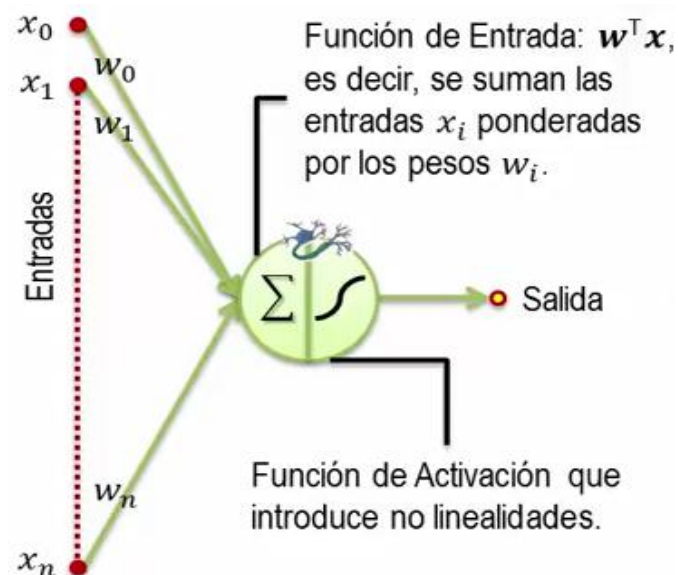 x₀
w₀
x₁
w₁
Entradas
wₙ
xₙ
Función de Entrada: wᵀx,
es decir, se suman las
entradas xᵢ ponderadas
por los pesos wᵢ.
Σ
Salida
Función de Activación que
introduce no linealidades.